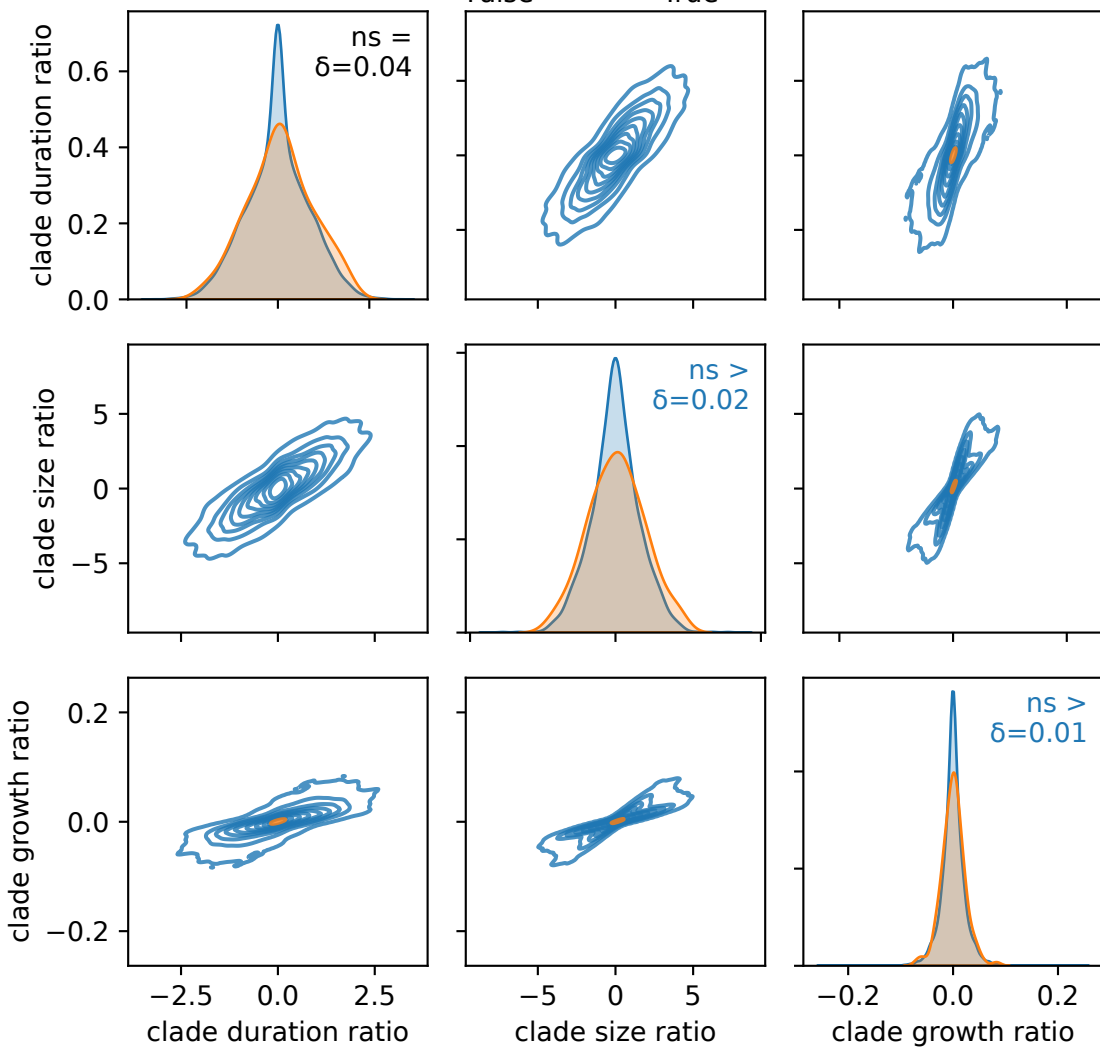 clade duration ratio
0.6
0.4
0.2
0.0
ns =
δ=0.04
clade size ratio
5
0
−5
ns >
δ=0.02
clade growth ratio
0.2
0.0
−0.2
ns >
δ=0.01
−2.5 0.0 2.5
−5 0 5
−0.2 0.0 0.2
clade duration ratio
clade size ratio
clade growth ratio